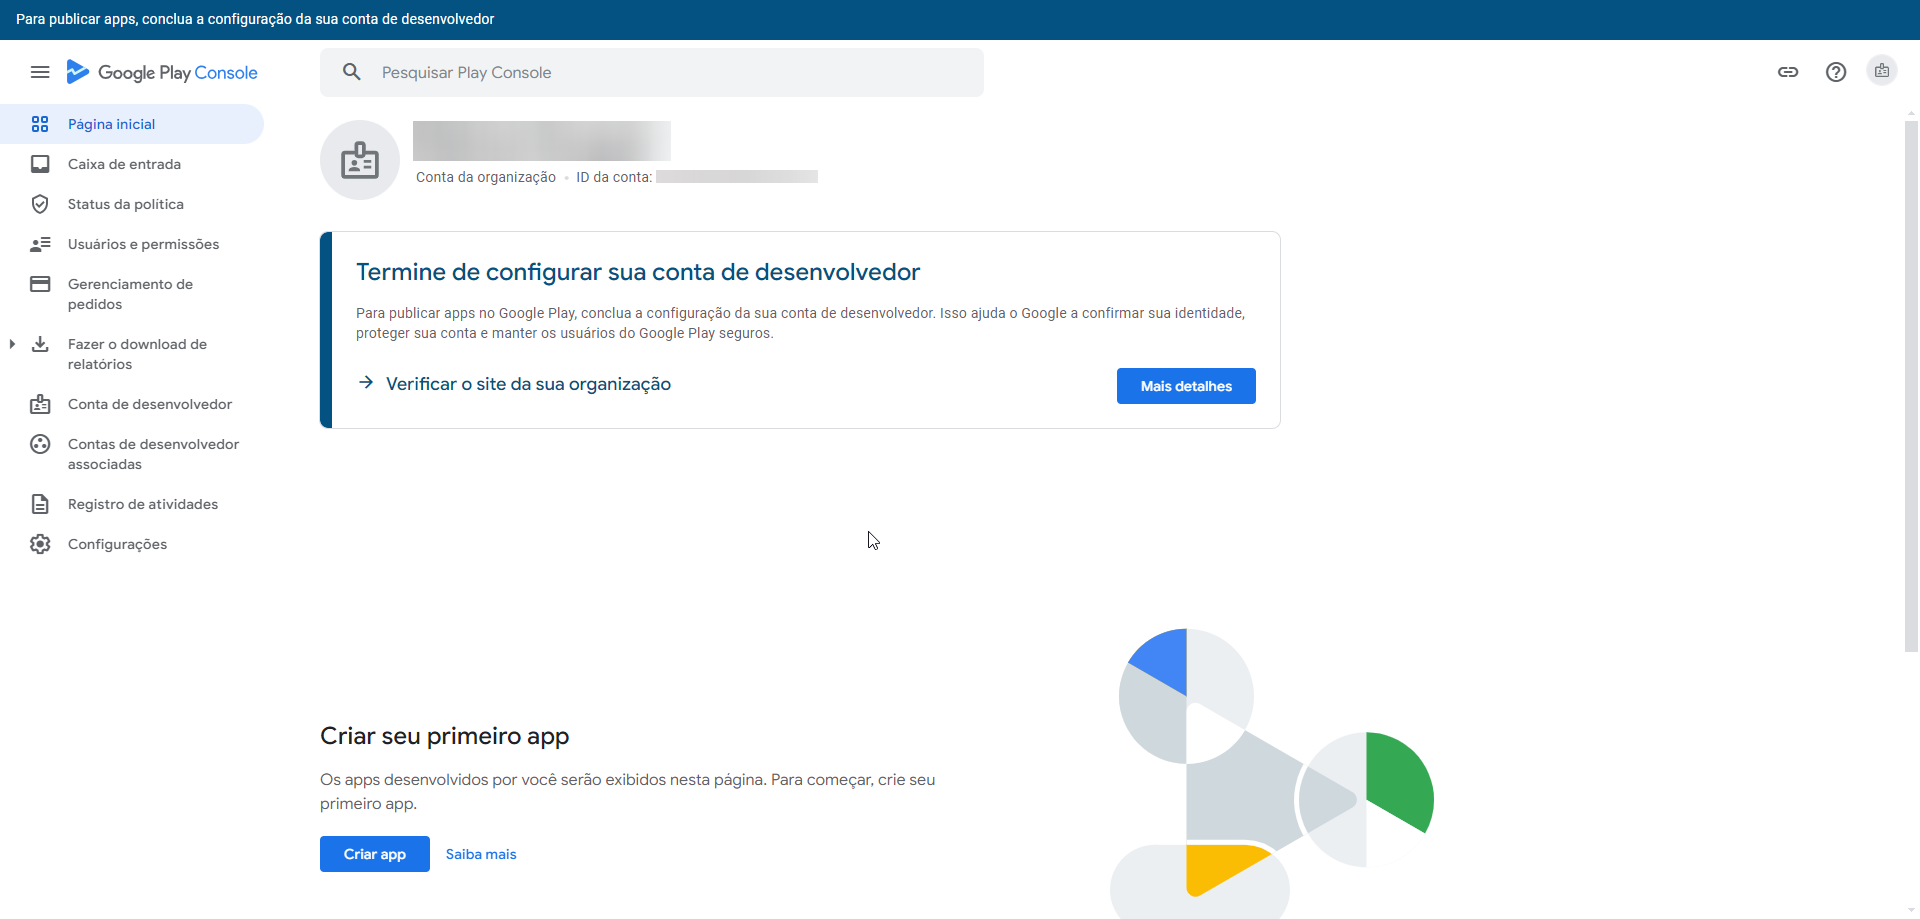 Para publicar apps, conclua a configuração da sua conta de desenvolvedor
Google Play Console
Pesquisar Play Console
Página inicial
Caixa de entrada
Status da política
Usuários e permissões
Gerenciamento de
pedidos
Fazer o download de
relatórios
Conta de desenvolvedor
Contas de desenvolvedor
associadas
Registro de atividades
Configurações
Conta da organização • ID da conta:
Termine de configurar sua conta de desenvolvedor
Para publicar apps no Google Play, conclua a configuração da sua conta de desenvolvedor. Isso ajuda o Google a confirmar sua identidade,
proteger sua conta e manter os usuários do Google Play seguros.
Verificar o site da sua organização
Mais detalhes
Criar seu primeiro app
Os apps desenvolvidos por você serão exibidos nesta página. Para começar, crie seu
primeiro app.
Criar app
Saiba mais